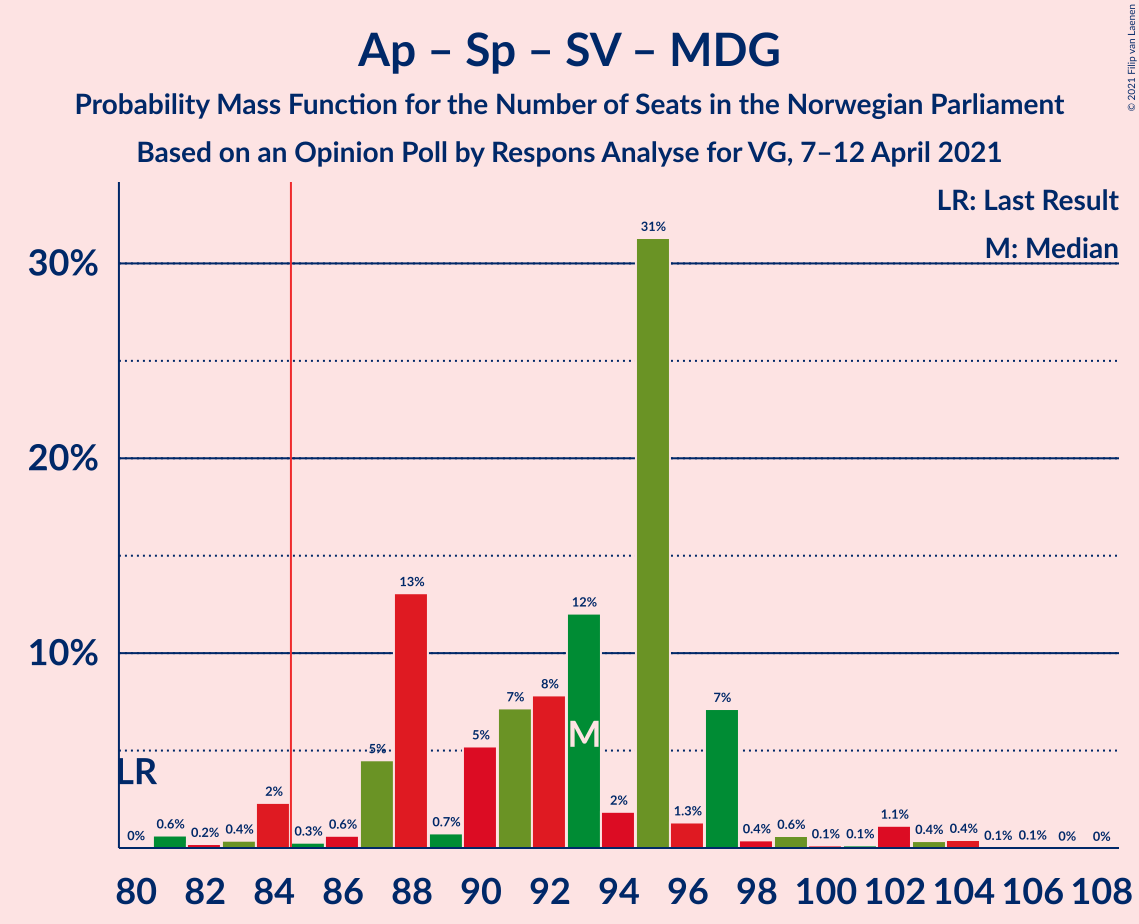 Ap – Sp – SV – MDG
Probability Mass Function for the Number of Seats in the Norwegian Parliament
Based on an Opinion Poll by Respons Analyse for VG, 7–12 April 2021
© 2021 Filip van Laenen
LR: Last Result
M: Median
30%
20%
10%
LR
M
0% 0.6% 0.2% 0.4% 2% 0.3% 0.6% 5% 13% 0.7% 5% 7% 8% 12% 2% 31% 1.3% 7% 0.4% 0.6% 0.1% 0.1% 1.1% 0.4% 0.4% 0.1% 0.1% 0% 0%
80 82 84 86 88 90 92 94 96 98 100 102 104 106 108